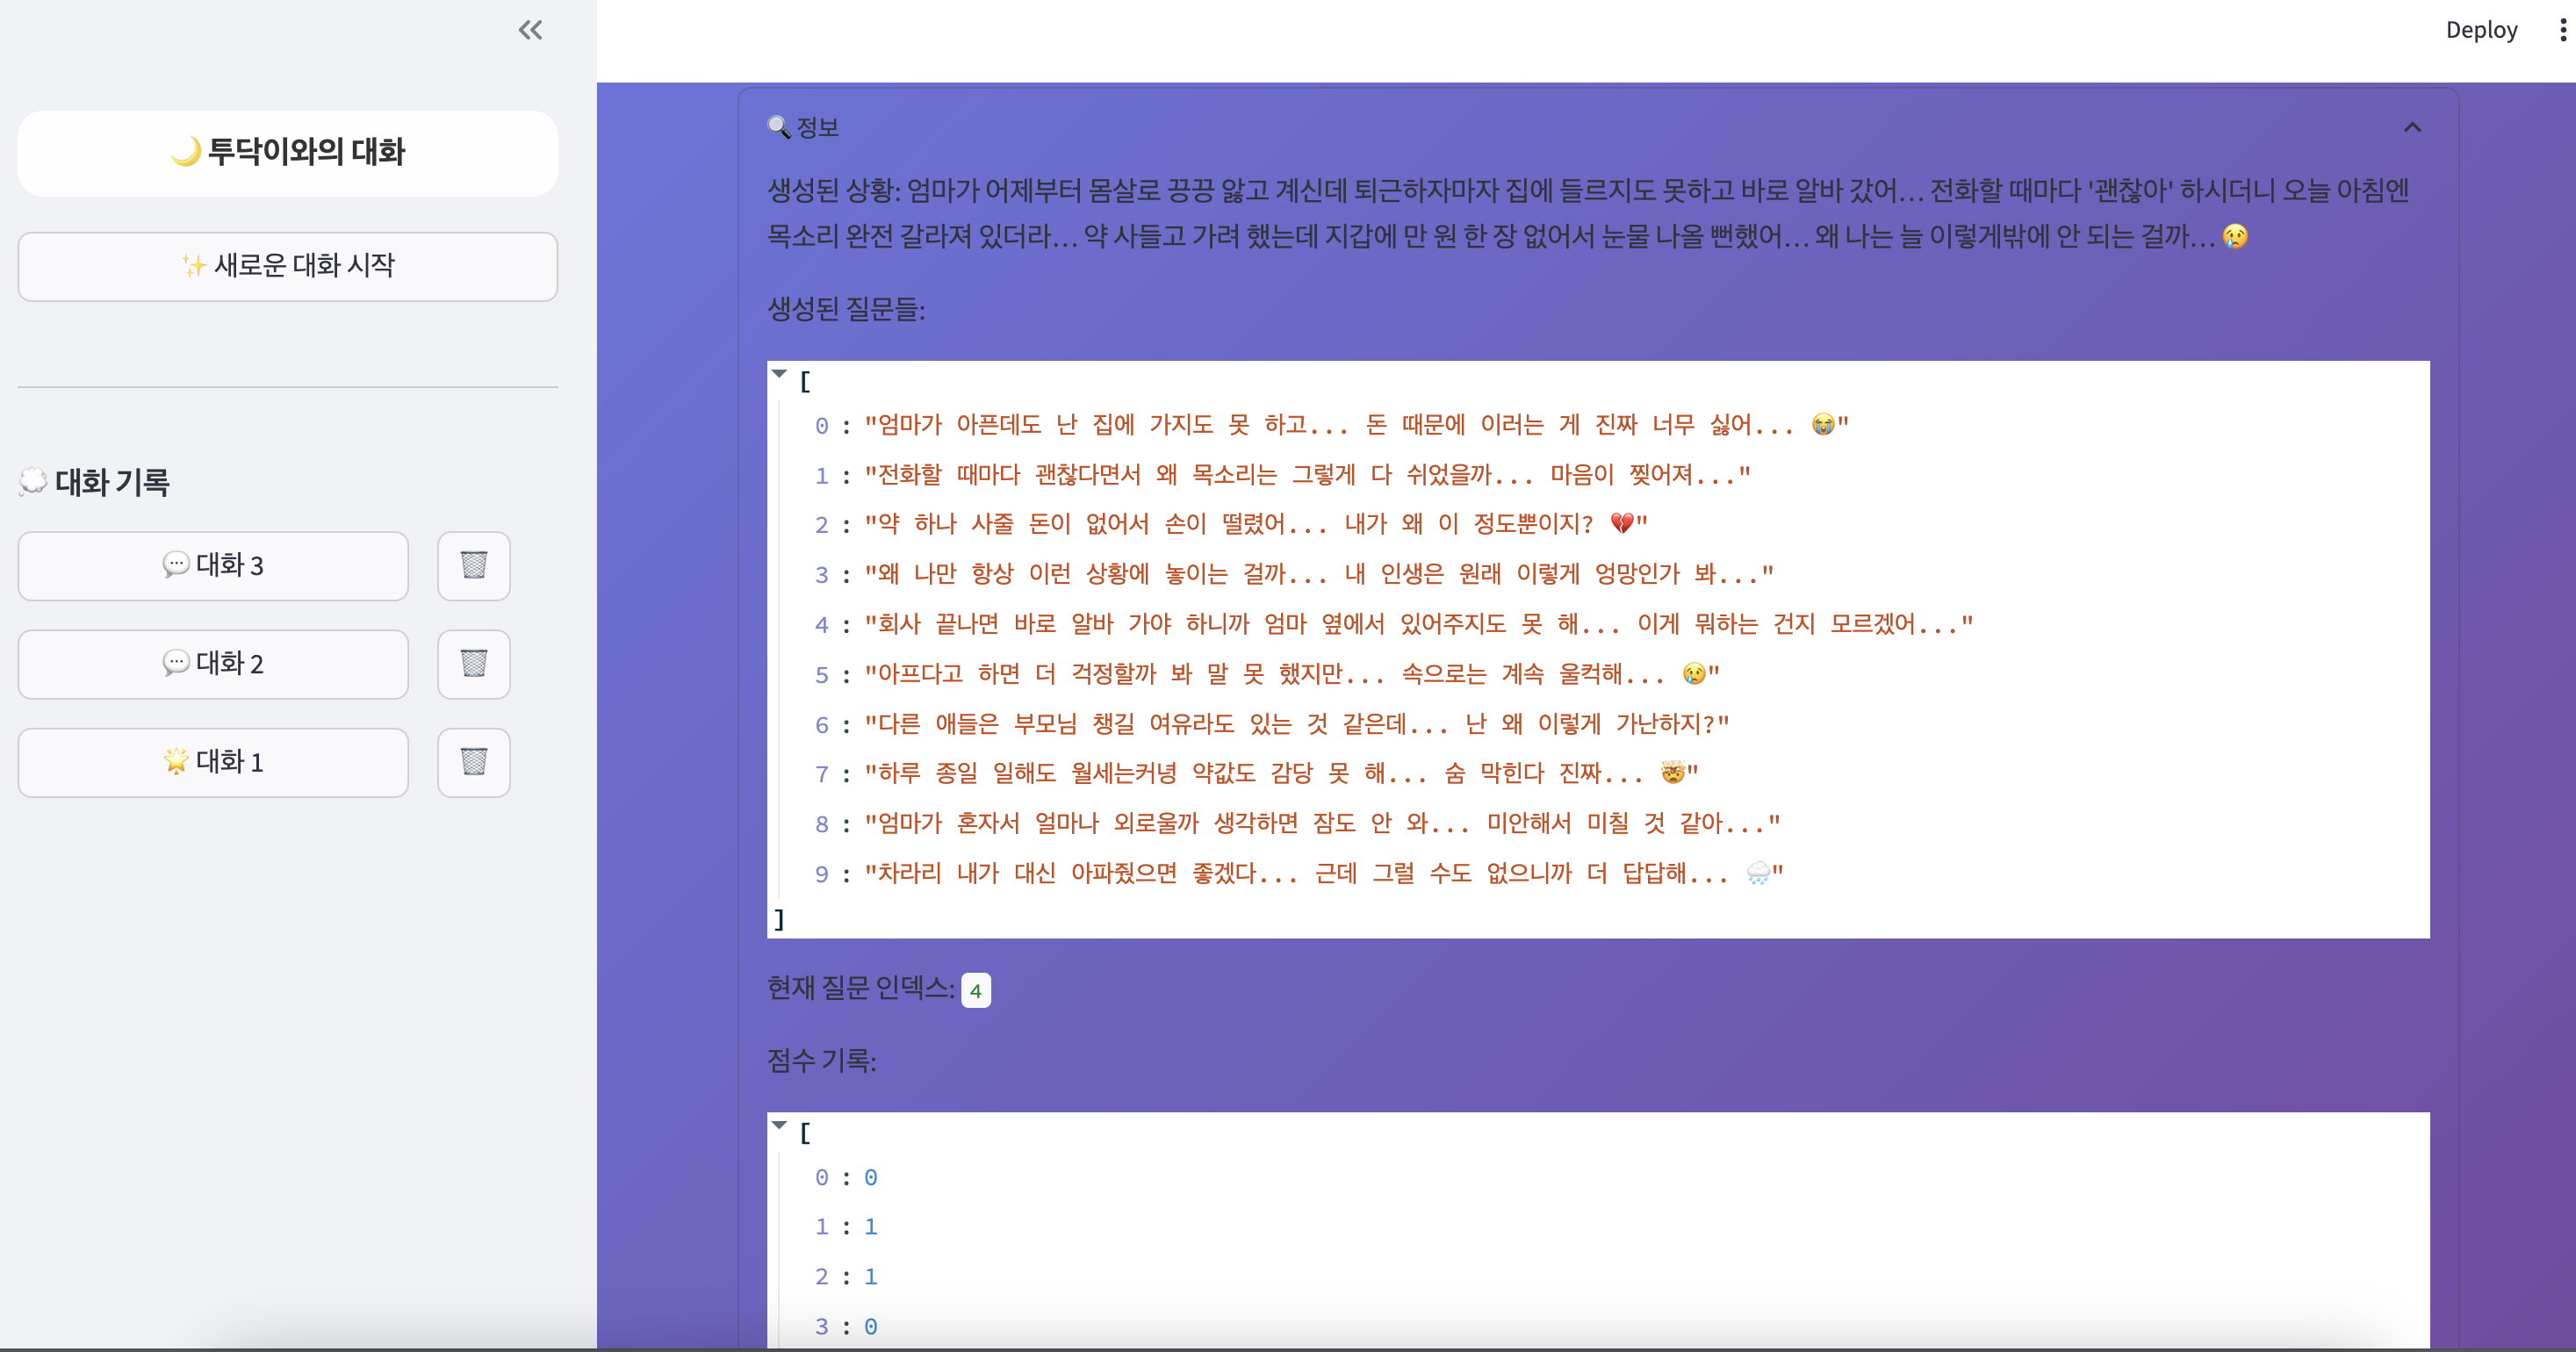 Deploy
🌙 투닥이와의 대화
✨ 새로운 대화 시작
💭 대화 기록
💬 대화 3
💬 대화 2
🌟 대화 1
🔍 정보
생성된 상황: 엄마가 어제부터 몸살로 끙끙 앓고 계신데 퇴근하자마자 집에 들르지도 못하고 바로 알바 갔어… 전화할 때마다 '괜찮아' 하시더니 오늘 아침엔
목소리 완전 갈라져 있더라… 약 사들고 가려 했는데 지갑에 만 원 한 장 없어서 눈물 나올 뻔했어… 왜 나는 늘 이렇게밖에 안 되는 걸까… 😢
생성된 질문들:
[
0 : "엄마가 아픈데도 난 집에 가지도 못 하고... 돈 때문에 이러는 게 진짜 너무 싫어... 😭"
1 : "전화할 때마다 괜찮다면서 왜 목소리는 그렇게 다 쉬었을까... 마음이 찢어져..."
2 : "약 하나 사줄 돈이 없어서 손이 떨렸어... 내가 왜 이 정도뿐이지? 💔"
3 : "왜 나만 항상 이런 상황에 놓이는 걸까... 내 인생은 원래 이렇게 엉망인가 봐..."
4 : "회사 끝나면 바로 알바 가야 하니까 엄마 옆에서 있어주지도 못 해... 이게 뭐하는 건지 모르겠어..."
5 : "아프다고 하면 더 걱정할까 봐 말 못 했지만... 속으로는 계속 울컥해... 😢"
6 : "다른 애들은 부모님 챙길 여유라도 있는 것 같은데... 난 왜 이렇게 가난하지?"
7 : "하루 종일 일해도 월세는커녕 약값도 감당 못 해... 숨 막힌다 진짜... 🤯"
8 : "엄마가 혼자서 얼마나 외로울까 생각하면 잠도 안 와... 미안해서 미칠 것 같아..."
9 : "차라리 내가 대신 아파줬으면 좋겠다... 근데 그럴 수도 없으니까 더 답답해... 🌧️"
]
현재 질문 인덱스: 4
점수 기록:
[
0 : 0
1 : 1
2 : 1
3 : 0